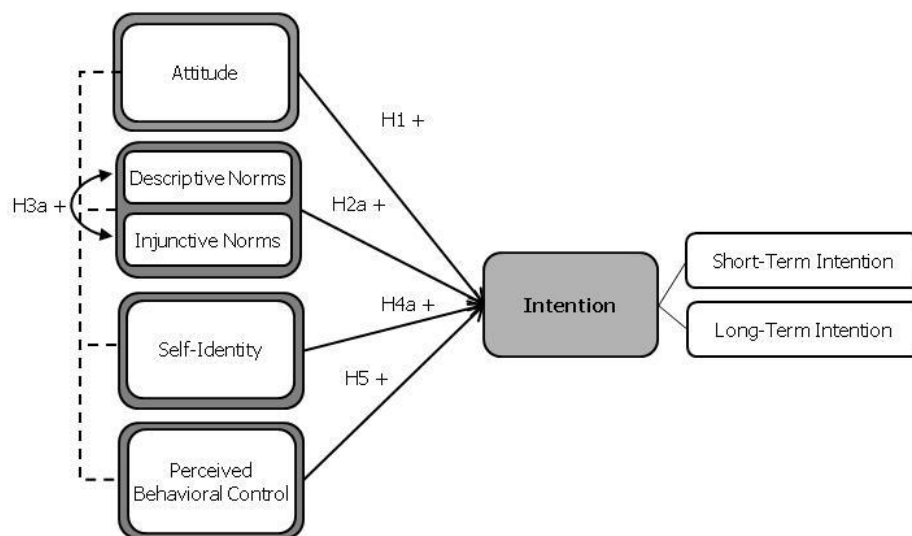 Attitude
H1 +
Descriptive Norms
H3a +
H2a +
Injunctive Norms
Short-Term Intention
Intention
H4a +
Long-Term Intention
Self-Identity
H5 +
Perceived
Behavioral Control